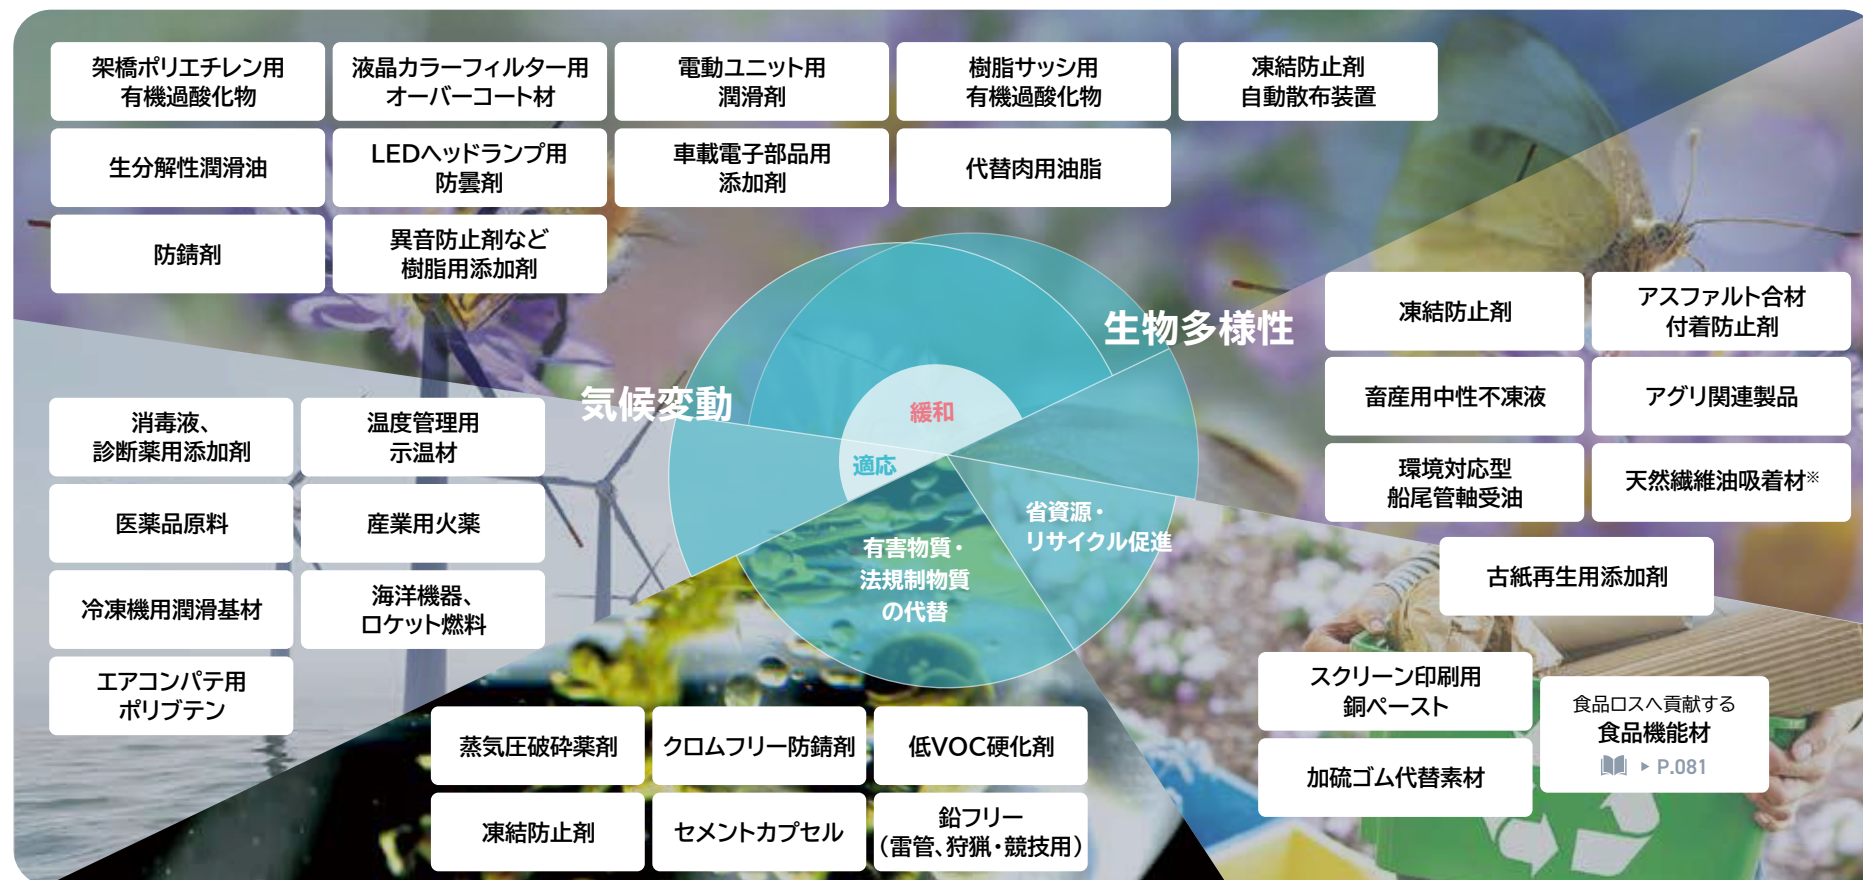 架橋ポリエチレン用
有機過酸化物
液晶カラーフィルター用
オーバーコート材
電動ユニット用
潤滑剤
樹脂サッシ用
有機過酸化物
凍結防止剤
自動散布装置
生分解性潤滑油
LEDヘッドランプ用
防曇剤
車載電子部品用
添加剤
代替肉用油脂
防錆剤
異音防止剤など
樹脂用添加剤
生物多様性
気候変動
緩和
適応
有害物質・
法規制物質
の代替
省資源・
リサイクル促進
凍結防止剤
アスファルト合材
付着防止剤
畜産用中性不凍液
アグリ関連製品
環境対応型
船尾管軸受油
天然繊維油吸着材※
消毒液、
診断薬用添加剤
温度管理用
示温材
医薬品原料
産業用火薬
冷凍機用潤滑基材
海洋機器、
ロケット燃料
エアコンパテ用
ポリブテン
古紙再生用添加剤
スクリーン印刷用
銅ペースト
加硫ゴム代替素材
食品ロスへ貢献する
食品機能材
▶ P.081
蒸気圧破砕薬剤
クロムフリー防錆剤
低VOC硬化剤
凍結防止剤
セメントカプセル
鉛フリー
（雷管、狩猟・競技用）